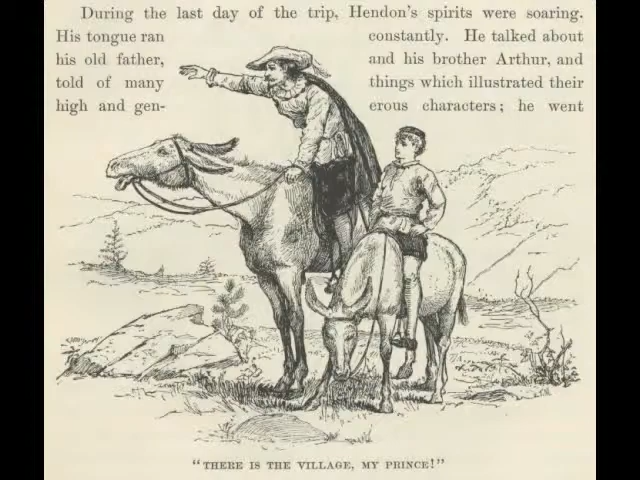 During the last day of the trip, Hendon's spirits were soaring.
His tongue ran constantly. He talked about
his old father, and his brother Arthur, and
told of many things which illustrated their
high and gen- erous characters; he went
"THERE IS THE VILLAGE, MY PRINCE!"